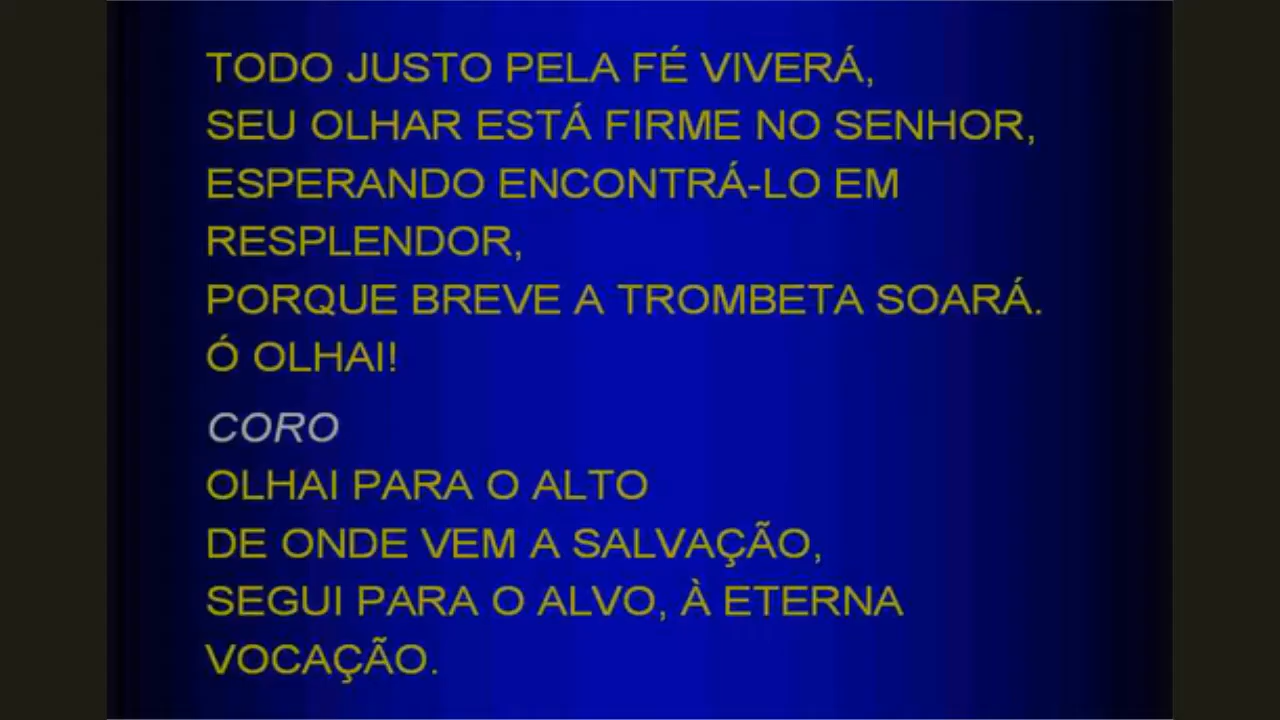 TODO JUSTO PELA FÉ VIVERÁ,
SEU OLHAR ESTÁ FIRME NO SENHOR,
ESPERANDO ENCONTRÁ-LO EM
RESPLENDOR,
PORQUE BREVE A TROMBETA SOARÁ.
Ó OLHAI!
CORO
OLHAI PARA O ALTO
DE ONDE VEM A SALVAÇÃO,
SEGUI PARA O ALVO, À ETERNA
VOCAÇÃO.